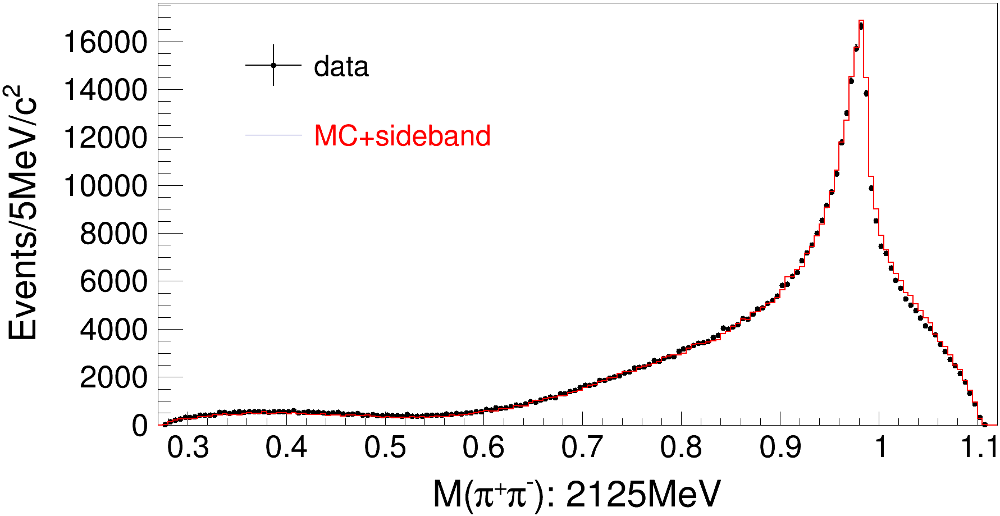 Events/5MeV/c²
16000
14000
12000
10000
8000
6000
4000
2000
0
data
MC+sideband
0.3 0.4 0.5 0.6 0.7 0.8 0.9 1 1.1
M(π⁺π⁻): 2125MeV